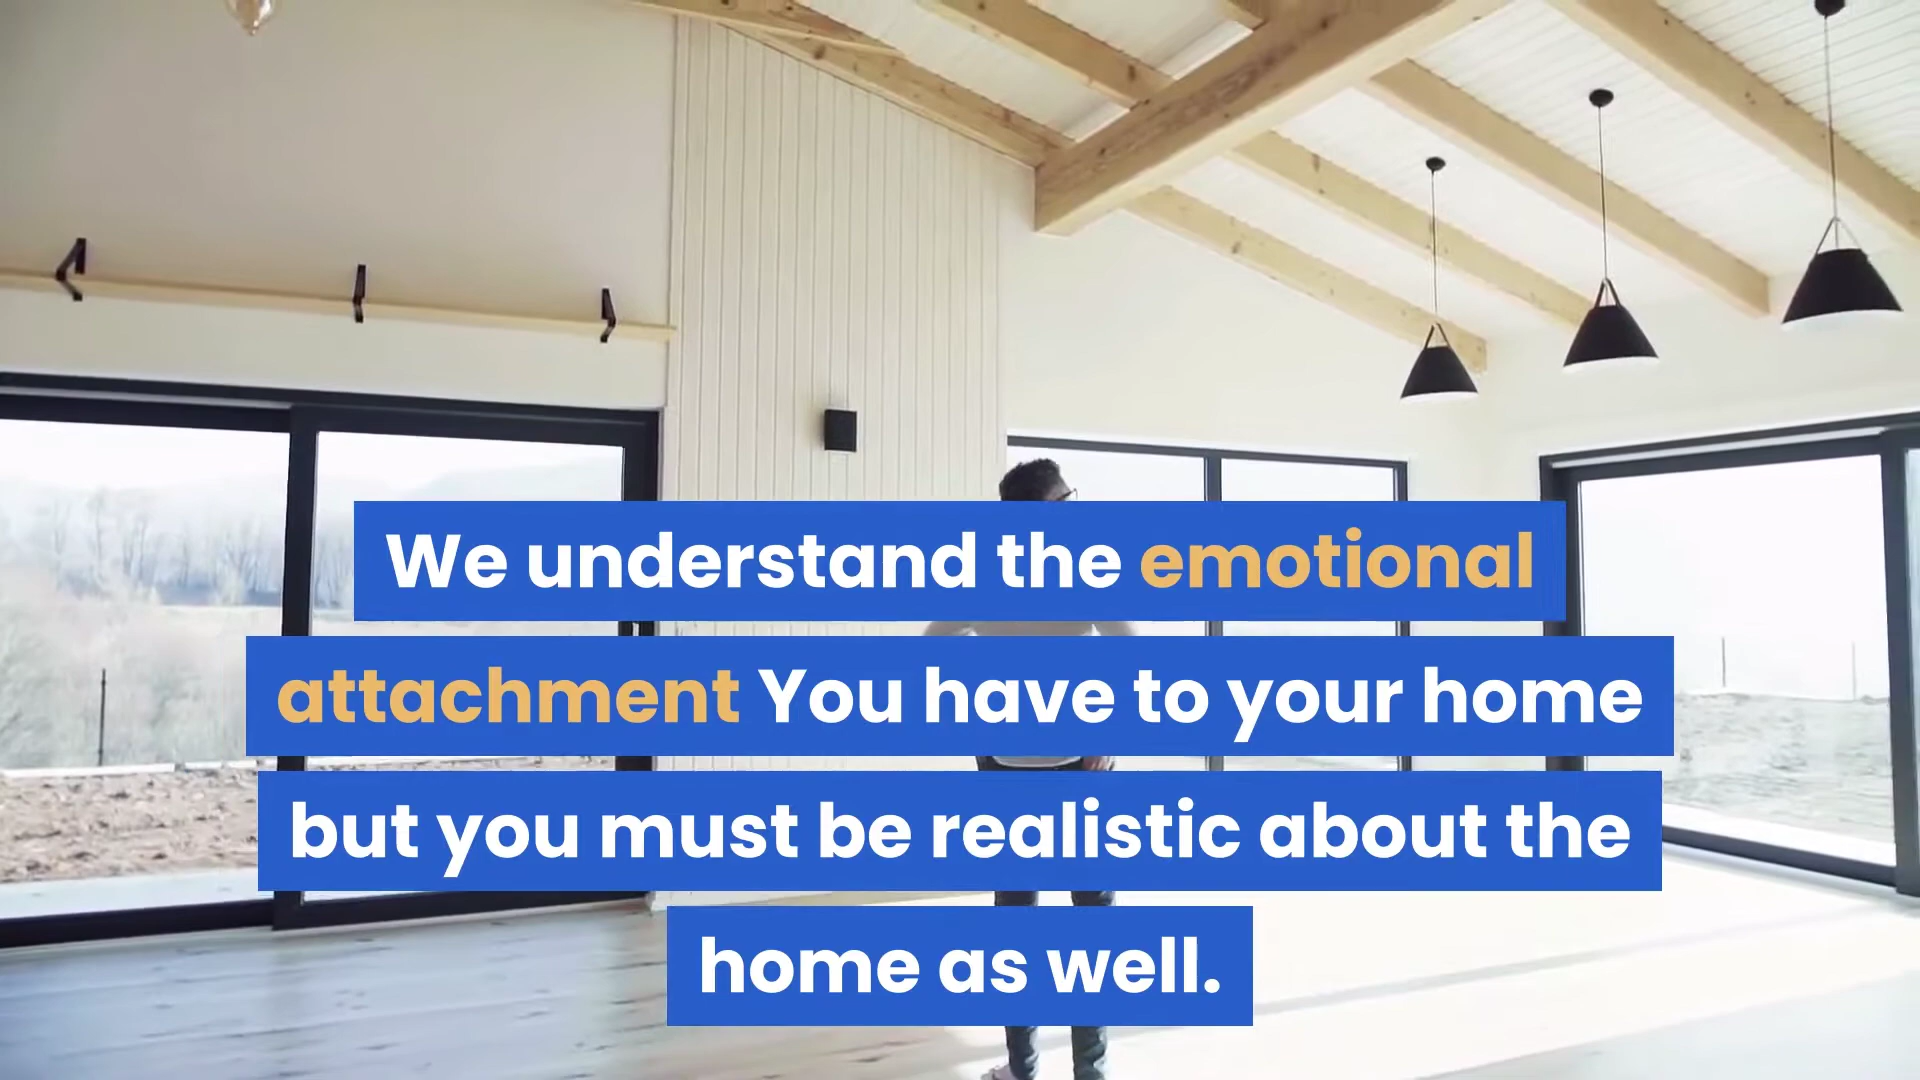 We understand the emotional
attachment You have to your home
but you must be realistic about the
home as well.